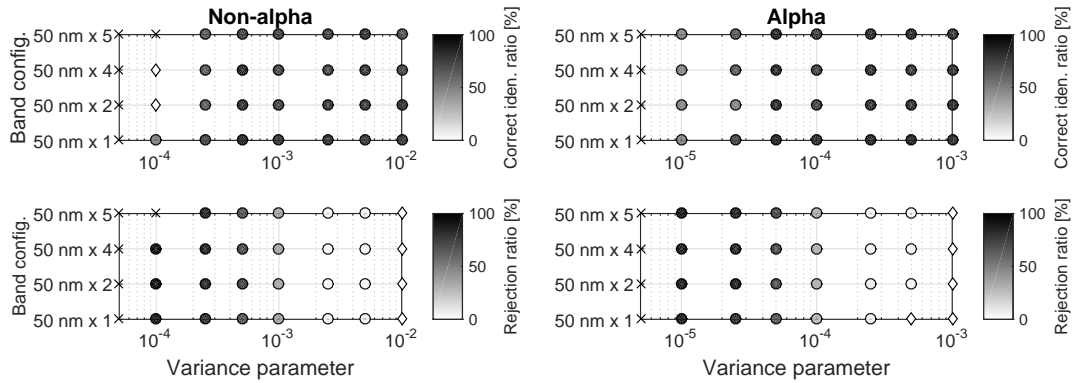 Non-alpha
50 nm x 5
50 nm x 4
50 nm x 2
50 nm x 1
Band config.
10^-4
10^-3
10^-2
100
50
0
Correct iden. ratio [%]
Alpha
50 nm x 5
50 nm x 4
50 nm x 2
50 nm x 1
10^-5
10^-4
10^-3
100
50
0
Correct iden. ratio [%]
50 nm x 5
50 nm x 4
50 nm x 2
50 nm x 1
Band config.
10^-4
10^-3
10^-2
Variance parameter
100
50
0
Rejection ratio [%]
50 nm x 5
50 nm x 4
50 nm x 2
50 nm x 1
10^-5
10^-4
10^-3
Variance parameter
100
50
0
Rejection ratio [%]